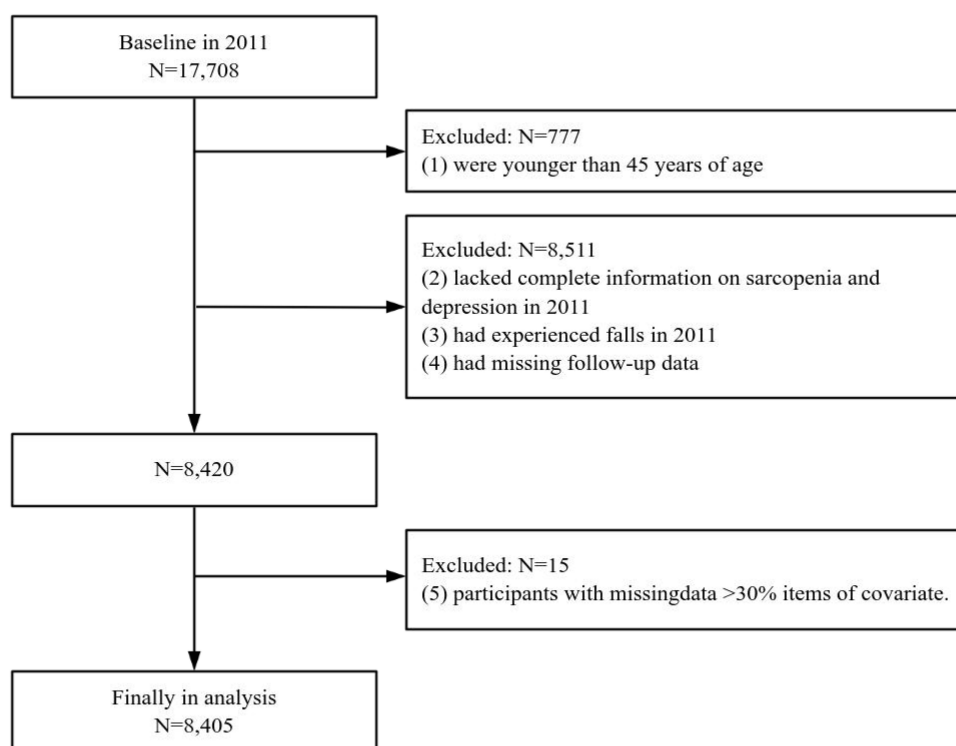 Baseline in 2011
N=17,708
Excluded: N=777
(1) were younger than 45 years of age
Excluded: N=8,511
(2) lacked complete information on sarcopenia and
depression in 2011
(3) had experienced falls in 2011
(4) had missing follow-up data
N=8,420
Excluded: N=15
(5) participants with missingdata >30% items of covariate.
Finally in analysis
N=8,405